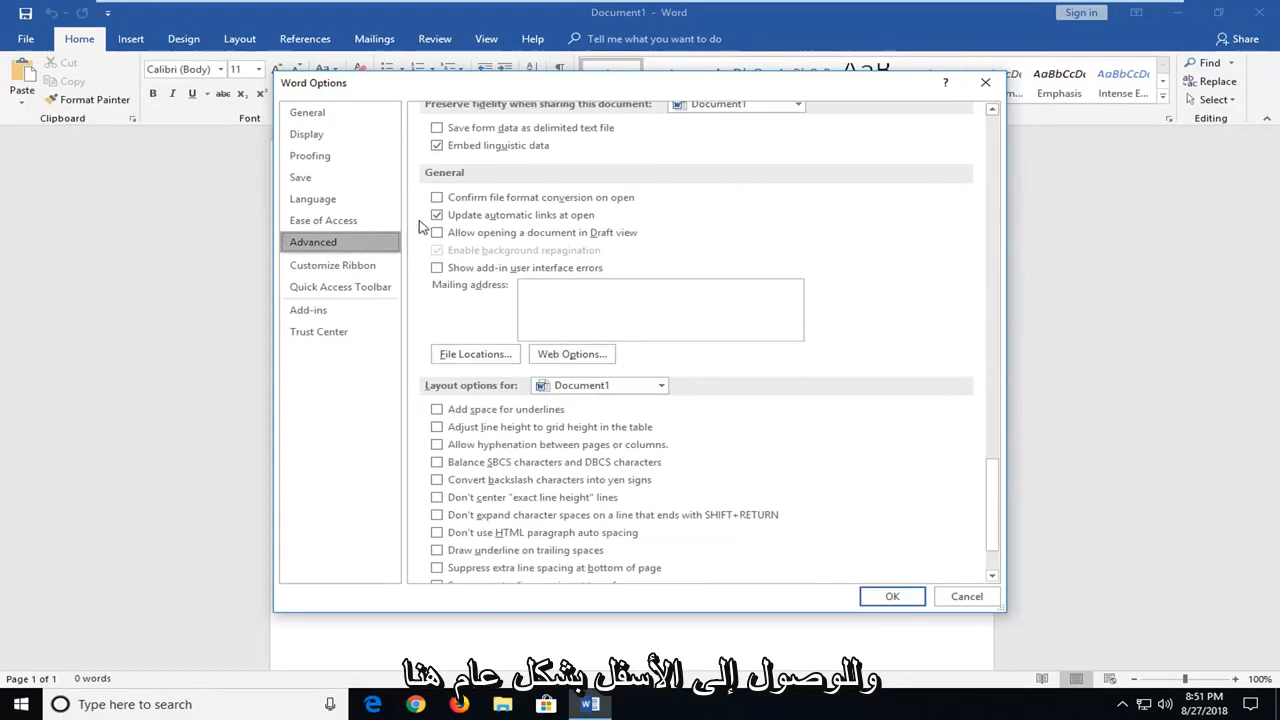 Document1 - Word
Sign in
File Home Insert Design Layout References Mailings Review View Help Tell me what you want to do Share
Cut
Copy
Paste
Format Painter
Clipboard
Calibri (Body) 11
Font
AaBbCcDc AaBbCcDc
Emphasis Intense E...
Find
Replace
Select
Editing
Word Options
General
Display
Proofing
Save
Language
Ease of Access
Advanced
Customize Ribbon
Quick Access Toolbar
Add-ins
Trust Center
Preserve fidelity when sharing this document: Document1
Save form data as delimited text file
Embed linguistic data
General
Confirm file format conversion on open
Update automatic links at open
Allow opening a document in Draft view
Enable background repagination
Show add-in user interface errors
Mailing address:
File Locations... Web Options...
Layout options for: Document1
Add space for underlines
Adjust line height to grid height in the table
Allow hyphenation between pages or columns.
Balance SBCS characters and DBCS characters
Convert backslash characters into yen signs
Don't center "exact line height" lines
Don't expand character spaces on a line that ends with SHIFT+RETURN
Don't use HTML paragraph auto spacing
Draw underline on trailing spaces
Suppress extra line spacing at bottom of page
OK Cancel
وللوصول إلى الأسفل بشكل عام هنا
Page 1 of 1 0 words
100%
Type here to search
8:51 PM
8/27/2018